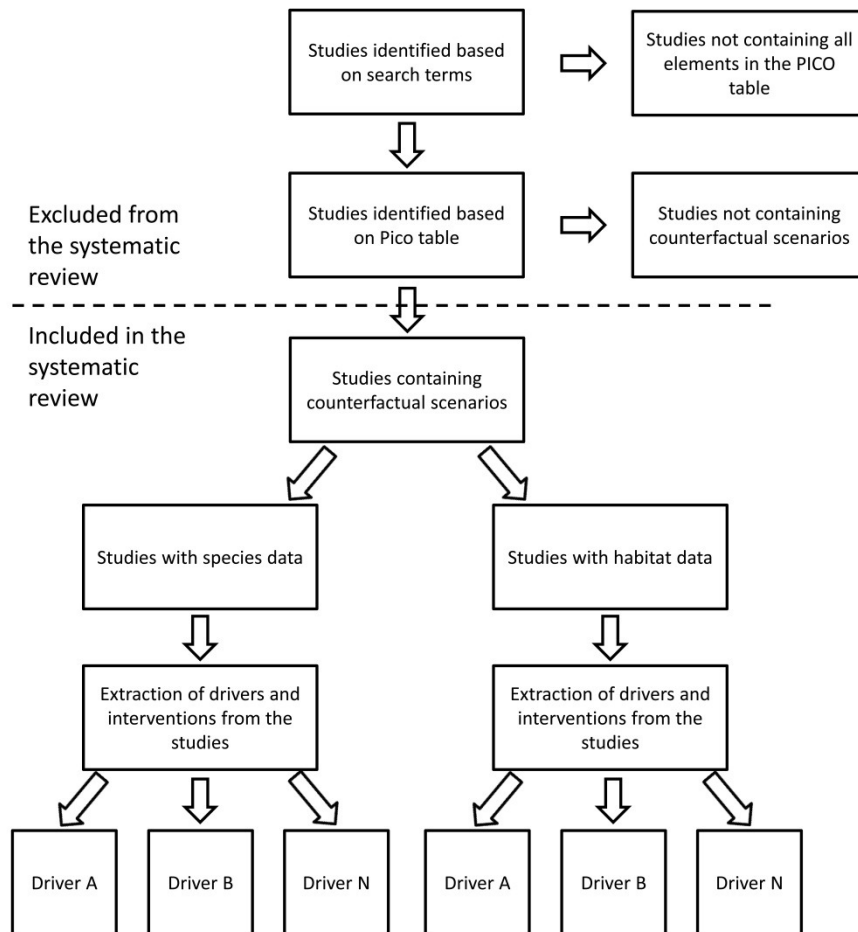 Studies identified based
on search terms
Studies not containing all
elements in the PICO
table
Excluded from
the systematic
review
Studies identified based
on Pico table
Studies not containing
counterfactual scenarios
Included in the
systematic
review
Studies containing
counterfactual scenarios
Studies with species data
Studies with habitat data
Extraction of drivers and
interventions from the
studies
Extraction of drivers and
interventions from the
studies
Driver A
Driver B
Driver N
Driver A
Driver B
Driver N